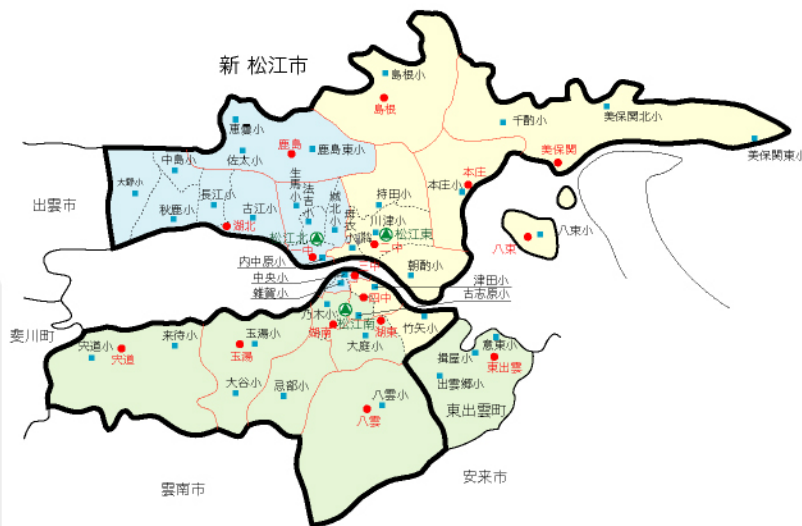 新 松江市
島根小
島根
恵曇小
千酌小
美保関北小
美保関東小
美保関
鹿島
鹿島東小
中島小
佐太小
大野小
生馬小
法吉小
城北小
長江小
秋鹿小
古江小
湖北
出雲市
本庄
本庄小
持田小
川津小
松江北
松江東
一中
二中
朝酌小
八束
八束小
内中原小
中央小
雑賀小
三中
四中
津田小
古志原小
乃木小
松江南
湖南
湖東
竹矢小
大庭小
斐川町
宍道小
宍道
来待小
玉湯小
玉湯
大谷小
忌部小
八雲小
八雲
意東小
揖屋小
東出雲
出雲郷小
東出雲町
雲南市
安来市